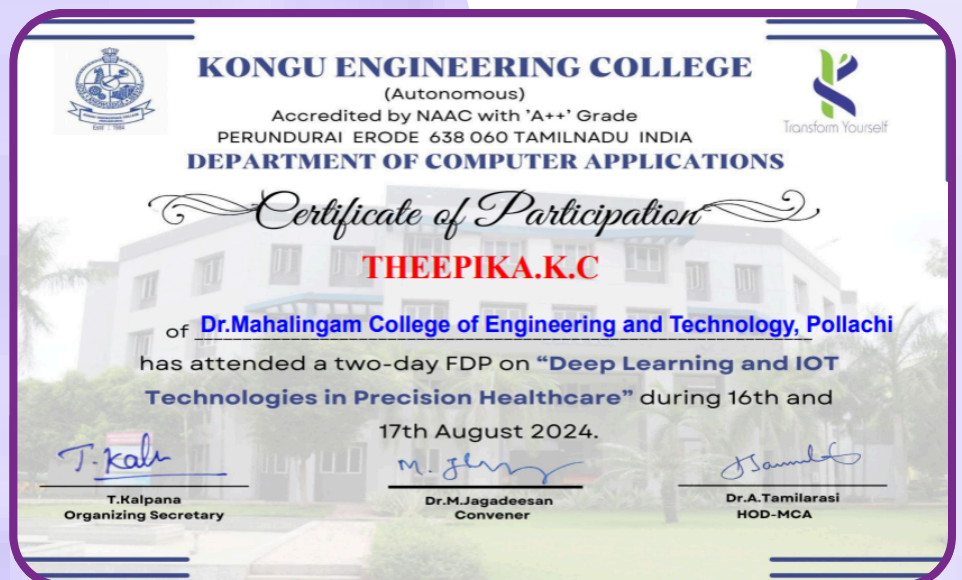 KONGU ENGINEERING COLLEGE
(Autonomous)
Accredited by NAAC with 'A++' Grade
PERUNDURAI ERODE 638 060 TAMILNADU INDIA
DEPARTMENT OF COMPUTER APPLICATIONS
Estd : 1984
Transform Yourself
Certificate of Participation
THEEPIKA.K.C
of Dr.Mahalingam College of Engineering and Technology, Pollachi
has attended a two-day FDP on “Deep Learning and IOT
Technologies in Precision Healthcare” during 16th and
17th August 2024.
T.Kalpana
Organizing Secretary
Dr.M.Jagadeesan
Convener
Dr.A.Tamilarasi
HOD-MCA